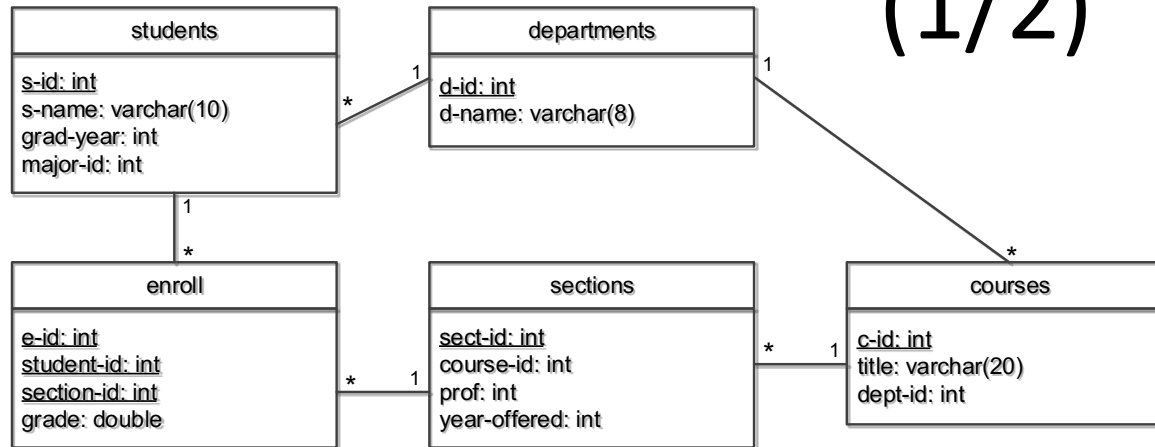 (1/2)
students
s-id: int
s-name: varchar(10)
grad-year: int
major-id: int
departments
d-id: int
d-name: varchar(8)
1
*
1
1
*
*
enroll
e-id: int
student-id: int
section-id: int
grade: double
*
1
sections
sect-id: int
course-id: int
prof: int
year-offered: int
*
1
courses
c-id: int
title: varchar(20)
dept-id: int